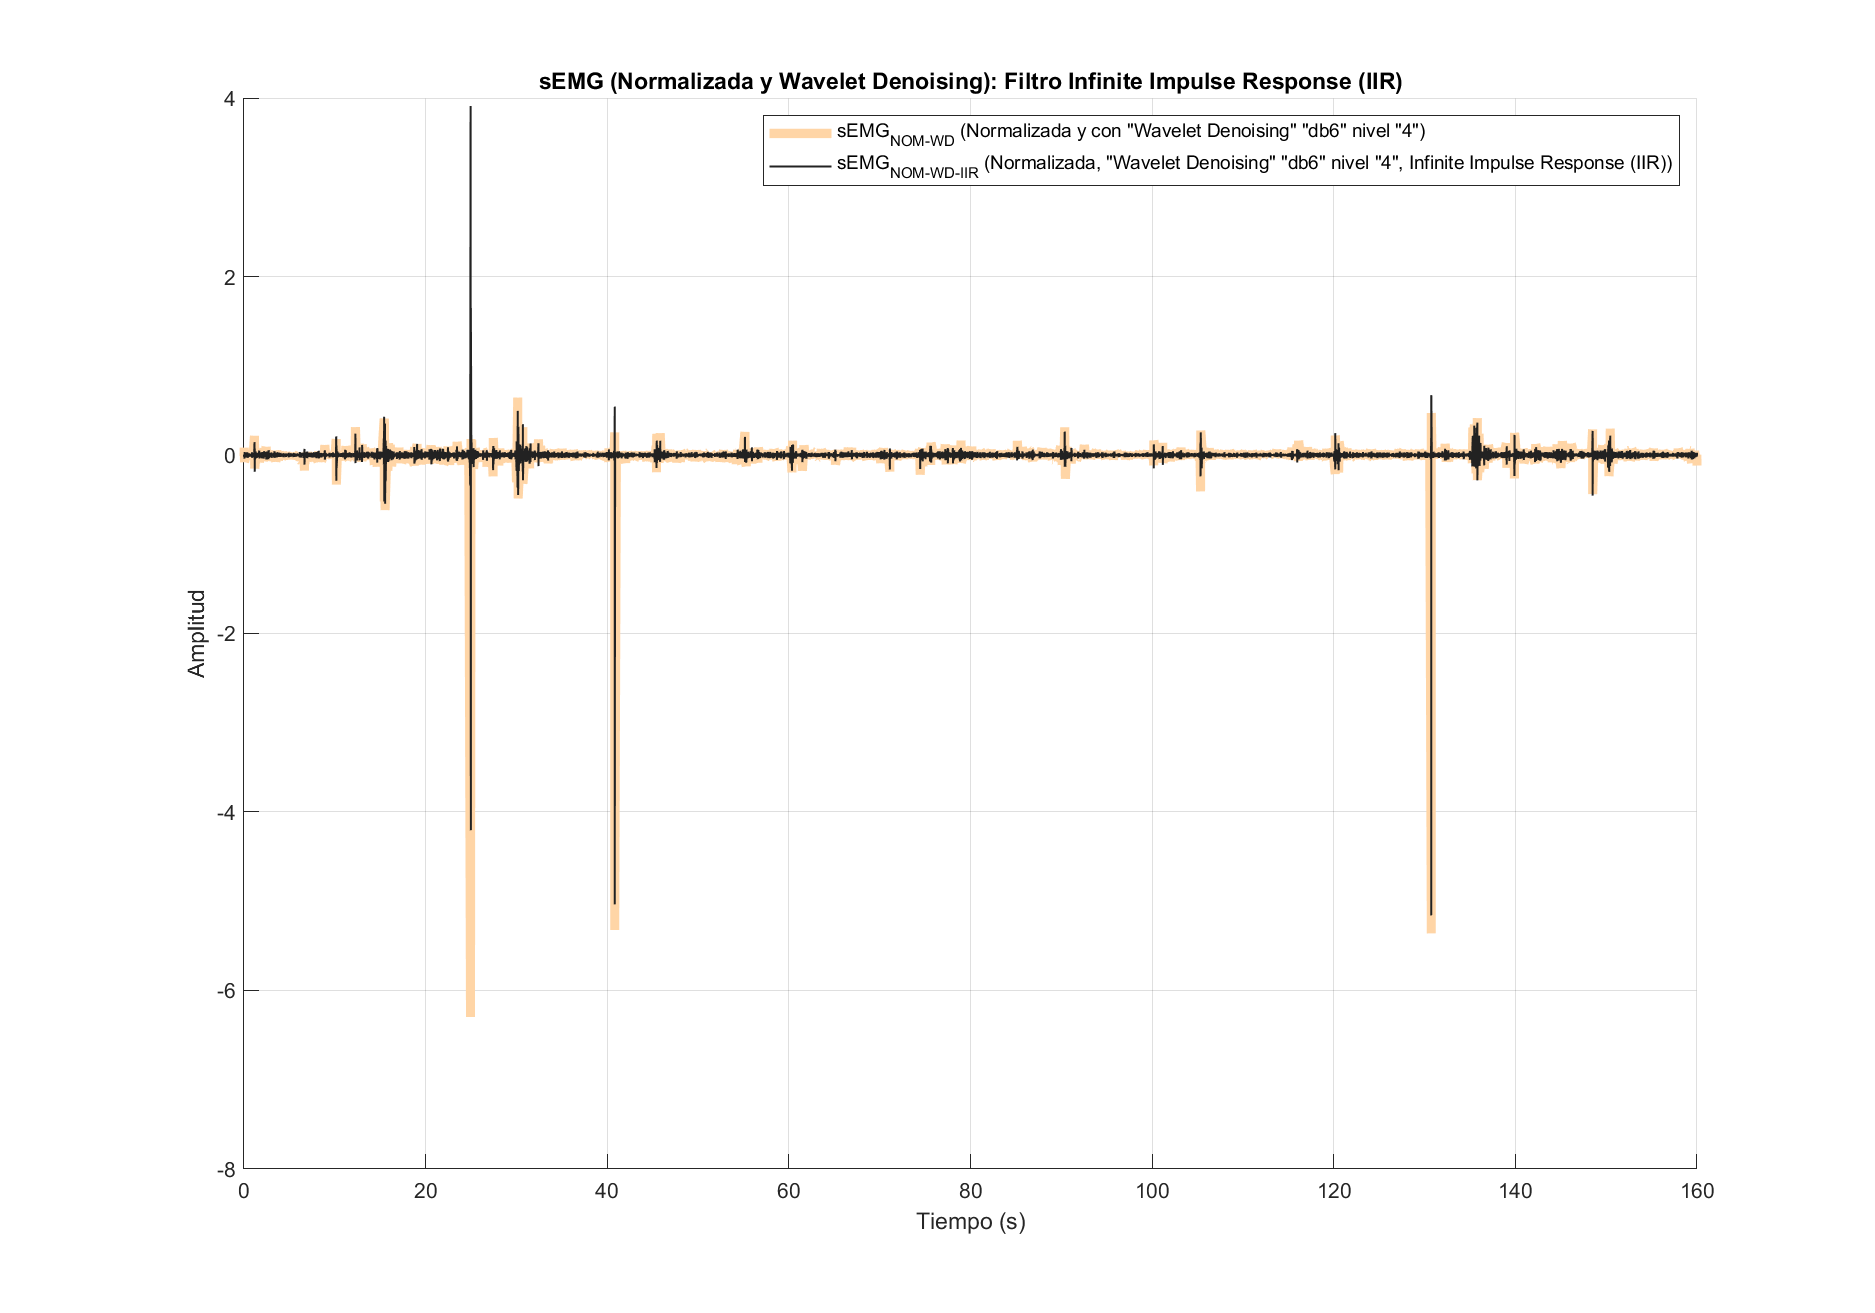 sEMG (Normalizada y Wavelet Denoising): Filtro Infinite Impulse Response (IIR)
sEMG_NOM-WD (Normalizada y con "Wavelet Denoising" "db6" nivel "4")
sEMG_NOM-WD-IIR (Normalizada, "Wavelet Denoising" "db6" nivel "4", Infinite Impulse Response (IIR))
4
2
0
-2
-4
-6
-8
Amplitud
0 20 40 60 80 100 120 140 160
Tiempo (s)